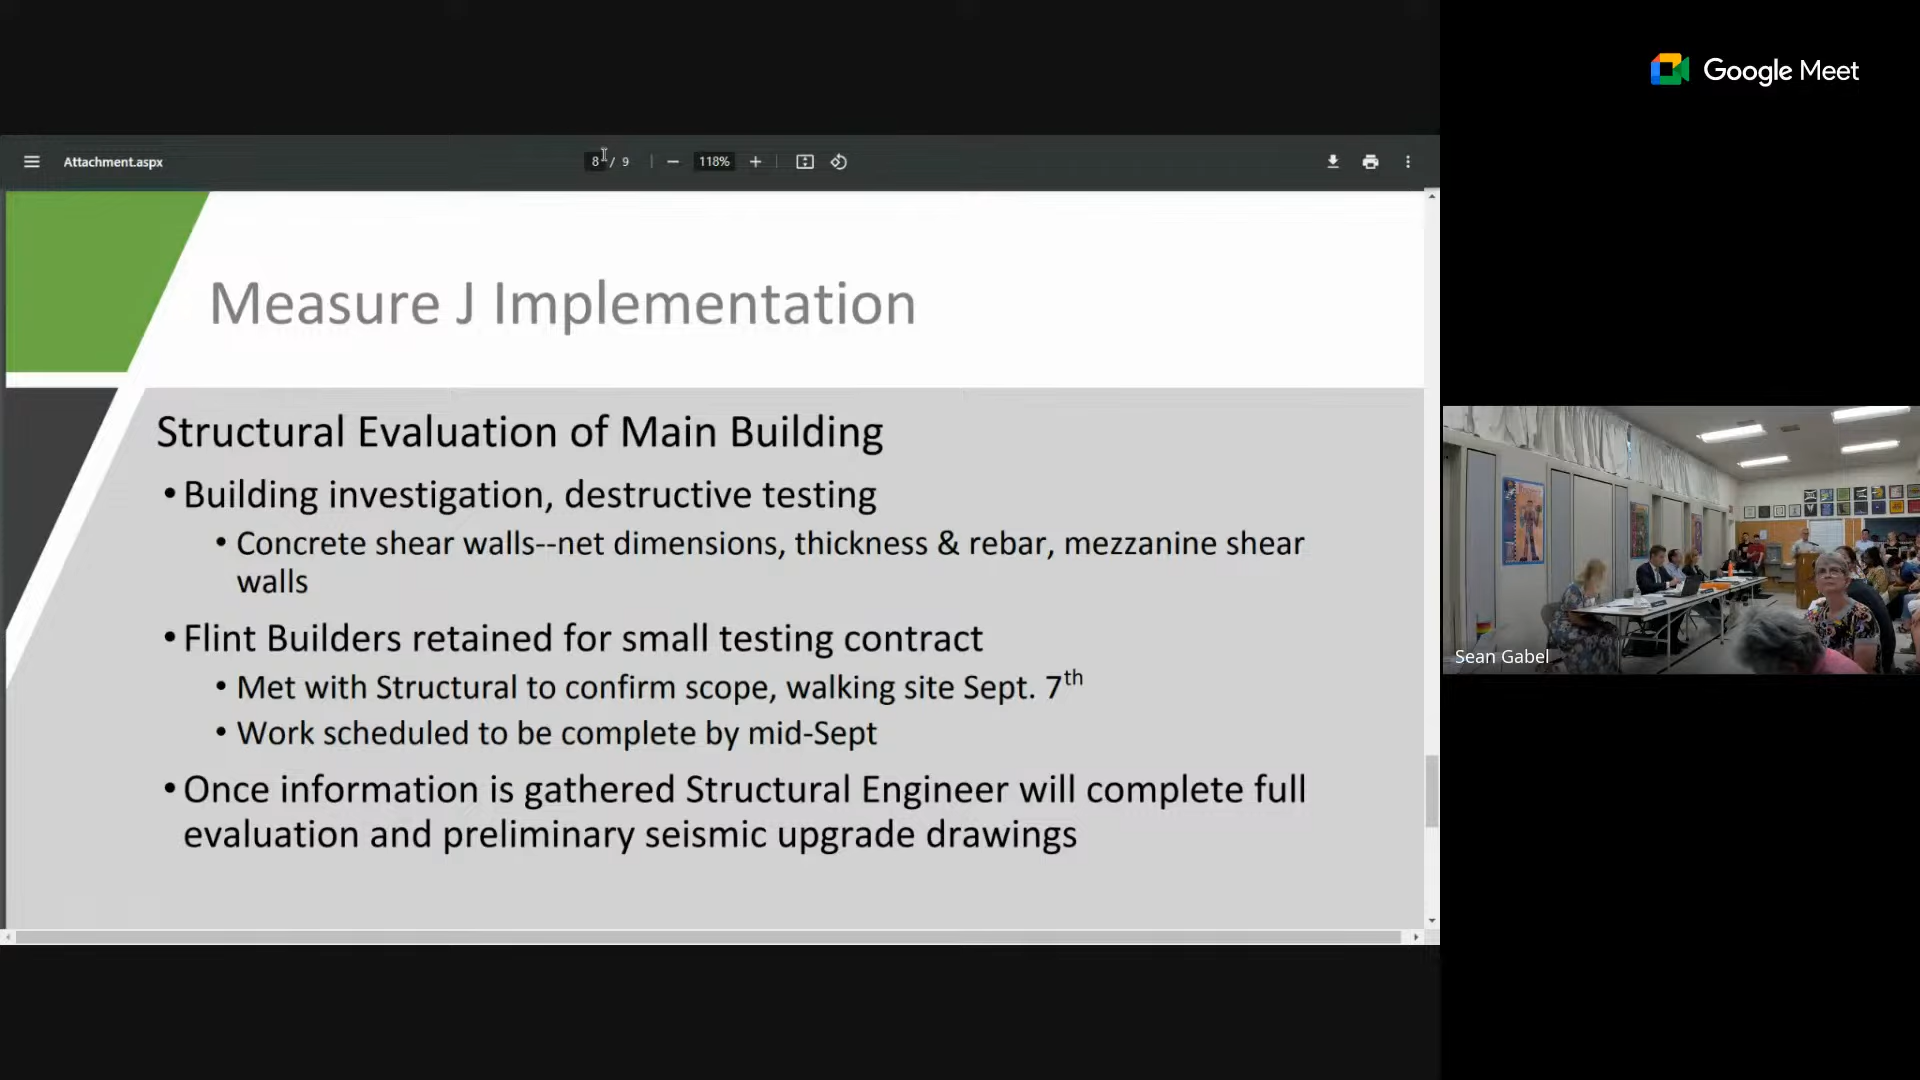 Google Meet
Attachment.aspx
8 / 9
118%
Measure J Implementation
Structural Evaluation of Main Building
• Building investigation, destructive testing
• Concrete shear walls--net dimensions, thickness & rebar, mezzanine shear
walls
• Flint Builders retained for small testing contract
• Met with Structural to confirm scope, walking site Sept. 7th
• Work scheduled to be complete by mid-Sept
• Once information is gathered Structural Engineer will complete full
evaluation and preliminary seismic upgrade drawings
Sean Gabel